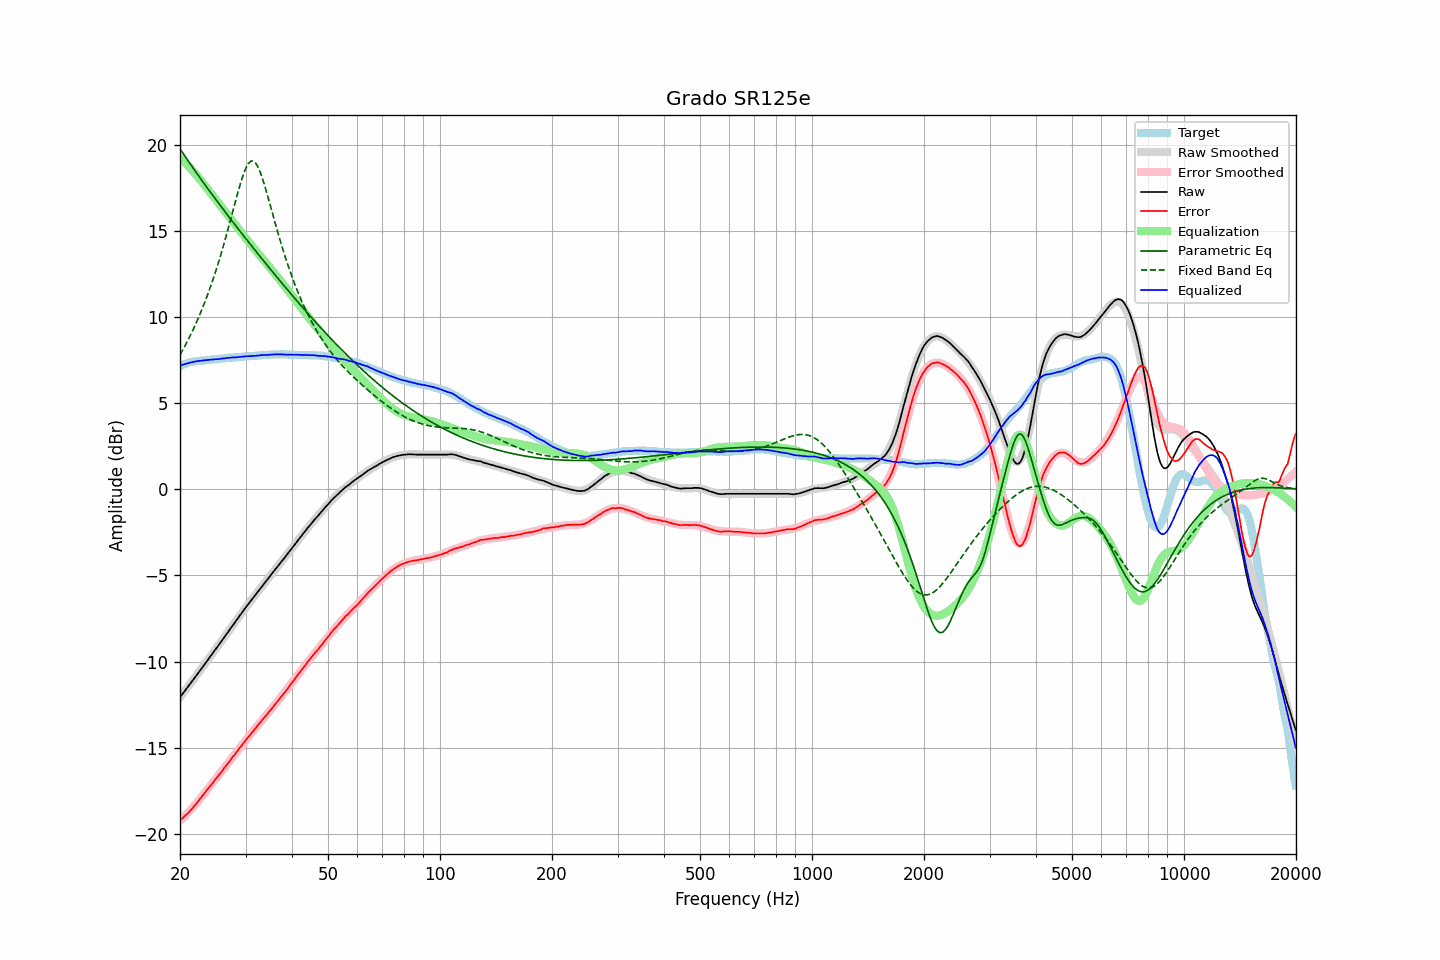 Grado SR125e
Target
Raw Smoothed
Error Smoothed
Raw
Error
Equalization
Parametric Eq
Fixed Band Eq
Equalized
Amplitude (dBr)
20
15
10
5
0
−5
−10
−15
−20
20 50 100 200 500 1000 2000 5000 10000 20000
Frequency (Hz)